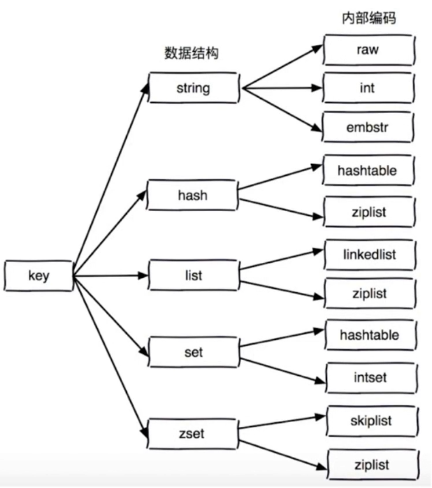 内部编码
数据结构
raw
string
int
embstr
hashtable
hash
ziplist
linkedlist
key
list
ziplist
hashtable
set
intset
skiplist
zset
ziplist